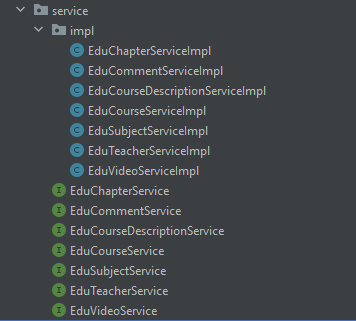 service
impl
EduChapterServiceImpl
EduCommentServiceImpl
EduCourseDescriptionServiceImpl
EduCourseServiceImpl
EduSubjectServiceImpl
EduTeacherServiceImpl
EduVideoServiceImpl
EduChapterService
EduCommentService
EduCourseDescriptionService
EduCourseService
EduSubjectService
EduTeacherService
EduVideoService